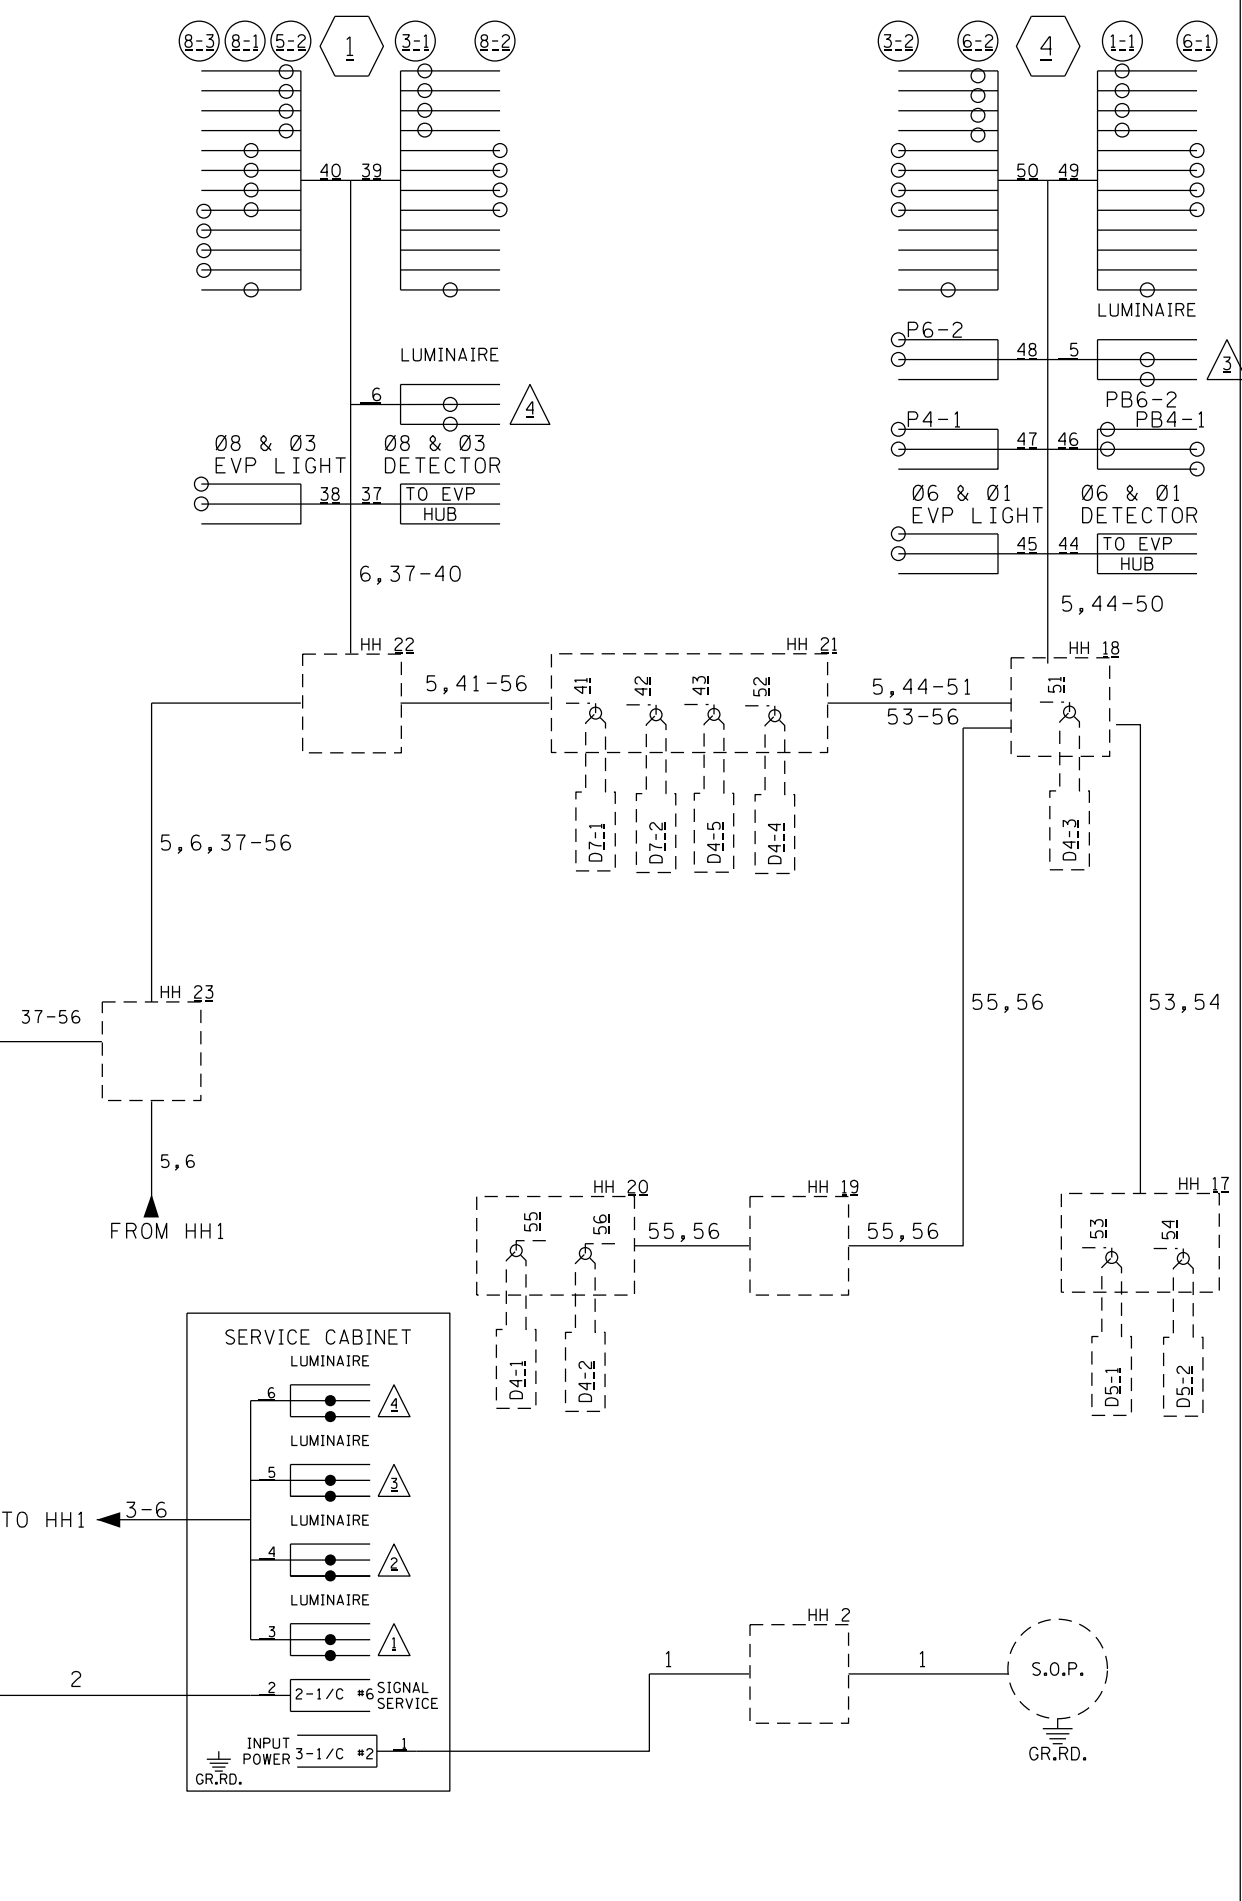 8-3 8-1 5-2 1 3-1 8-2
3-2 6-2 4 1-1 6-1
40 39
50 49
LUMINAIRE
P6-2
48 5
3
LUMINAIRE
6
4
PB6-2
P4-1
PB4-1
47 46
Ø8 & Ø3
EVP LIGHT
Ø8 & Ø3
DETECTOR
38 37
TO EVP
HUB
Ø6 & Ø1
EVP LIGHT
Ø6 & Ø1
DETECTOR
45 44
TO EVP
HUB
6,37-40
5,44-50
HH 22
HH 21
HH 18
5,41-56
41
42
43
52
5,44-51
53-56
51
D7-1
D7-2
D4-5
D4-4
D4-3
5,6,37-56
HH 23
37-56
55,56
53,54
5,6
FROM HH1
HH 20
HH 19
HH 17
55
56
55,56
55,56
53
54
D4-1
D4-2
D5-1
D5-2
SERVICE CABINET
LUMINAIRE
6
4
LUMINAIRE
5
3
TO HH1
3-6
LUMINAIRE
4
2
LUMINAIRE
3
1
2
2
2-1/C #6
SIGNAL
SERVICE
INPUT
POWER
3-1/C #2
1
GR.RD.
1
HH 2
1
S.O.P.
GR.RD.